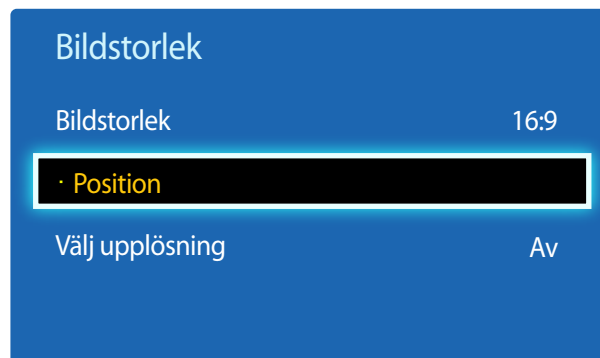 Bildstorlek
Bildstorlek 16:9
· Position
Välj upplösning Av